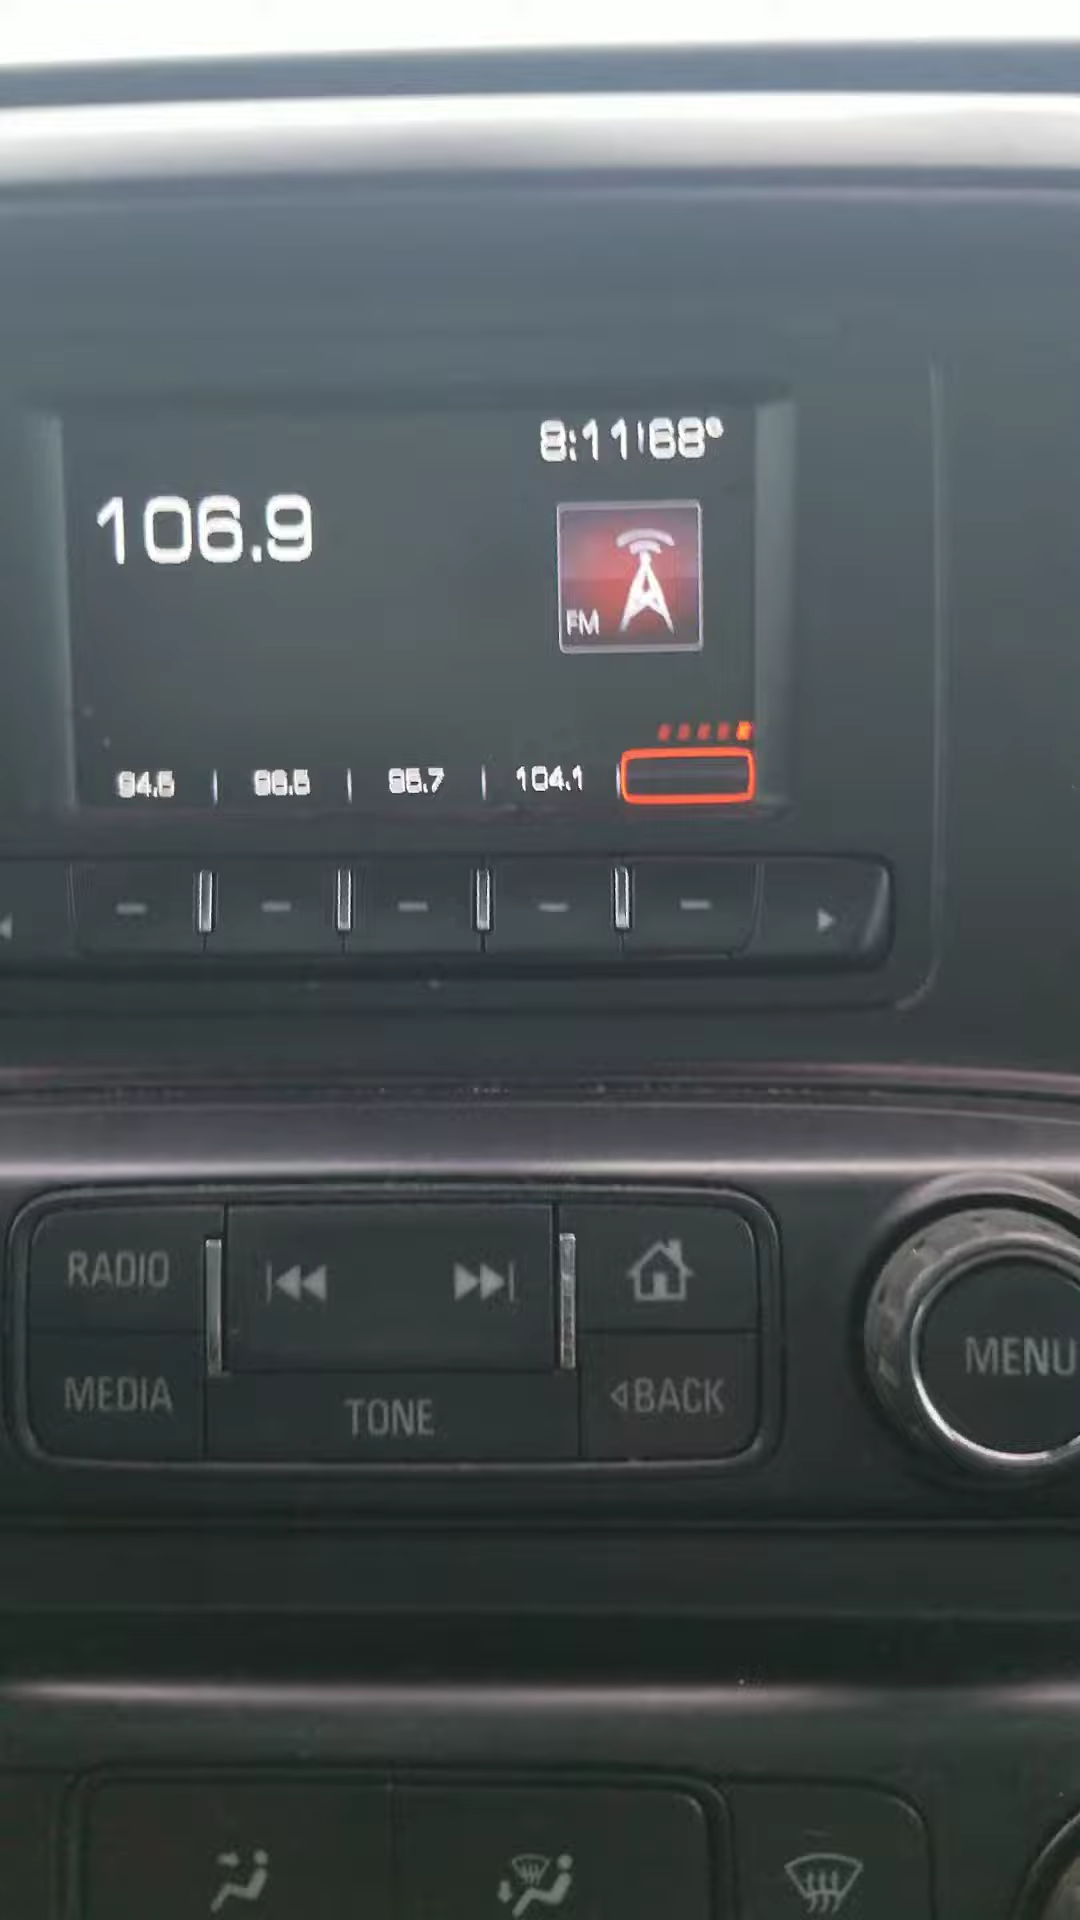 8:11|68°
106.9
FM
104.1
RADIO
MEDIA
TONE
◁BACK
MENU